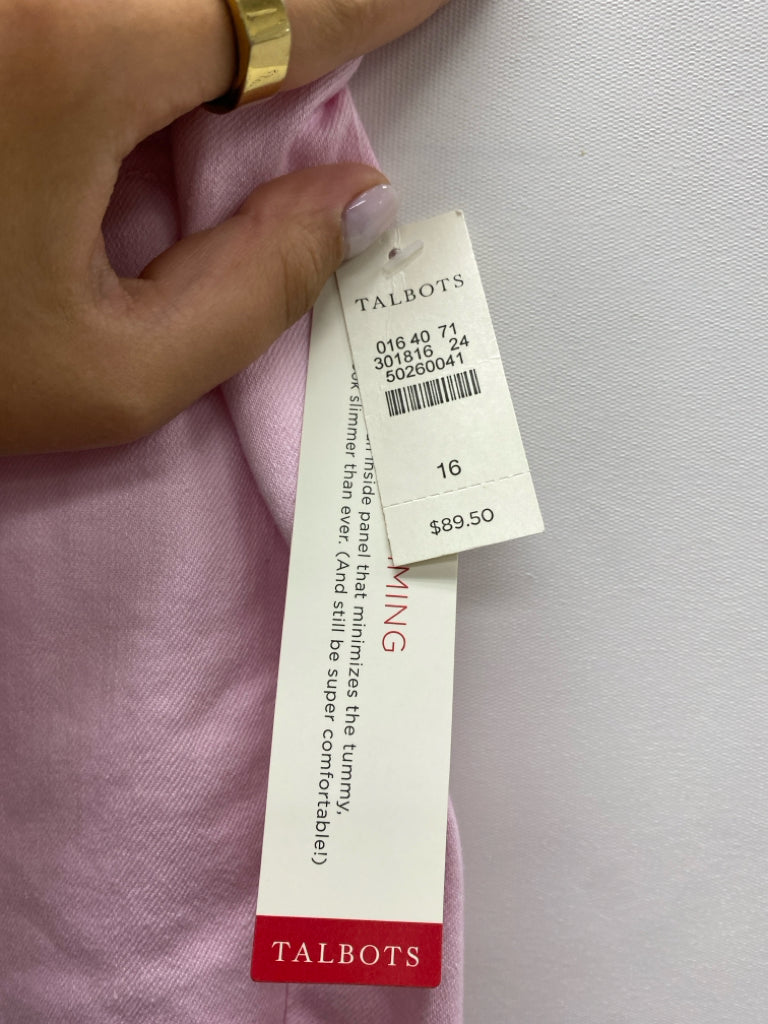 TALBOTS
016 40 71
301816 24
50260041
16
$89.50
MING
inside panel that minimizes the tummy,
slimmer than ever. (And still be super comfortable!)
TALBOTS